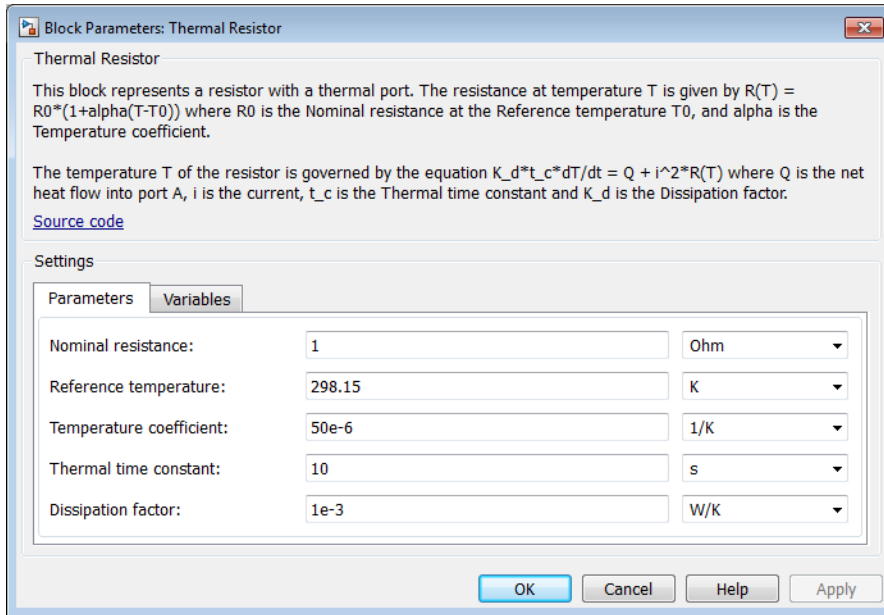 Block Parameters: Thermal Resistor
Thermal Resistor
This block represents a resistor with a thermal port. The resistance at temperature T is given by R(T) =
R0*(1+alpha(T-T0)) where R0 is the Nominal resistance at the Reference temperature T0, and alpha is the
Temperature coefficient.
The temperature T of the resistor is governed by the equation K_d*t_c*dT/dt = Q + i^2*R(T) where Q is the net
heat flow into port A, i is the current, t_c is the Thermal time constant and K_d is the Dissipation factor.
Source code
Settings
Parameters Variables
Nominal resistance: 1 Ohm
Reference temperature: 298.15 K
Temperature coefficient: 50e-6 1/K
Thermal time constant: 10 s
Dissipation factor: 1e-3 W/K
OK Cancel Help Apply